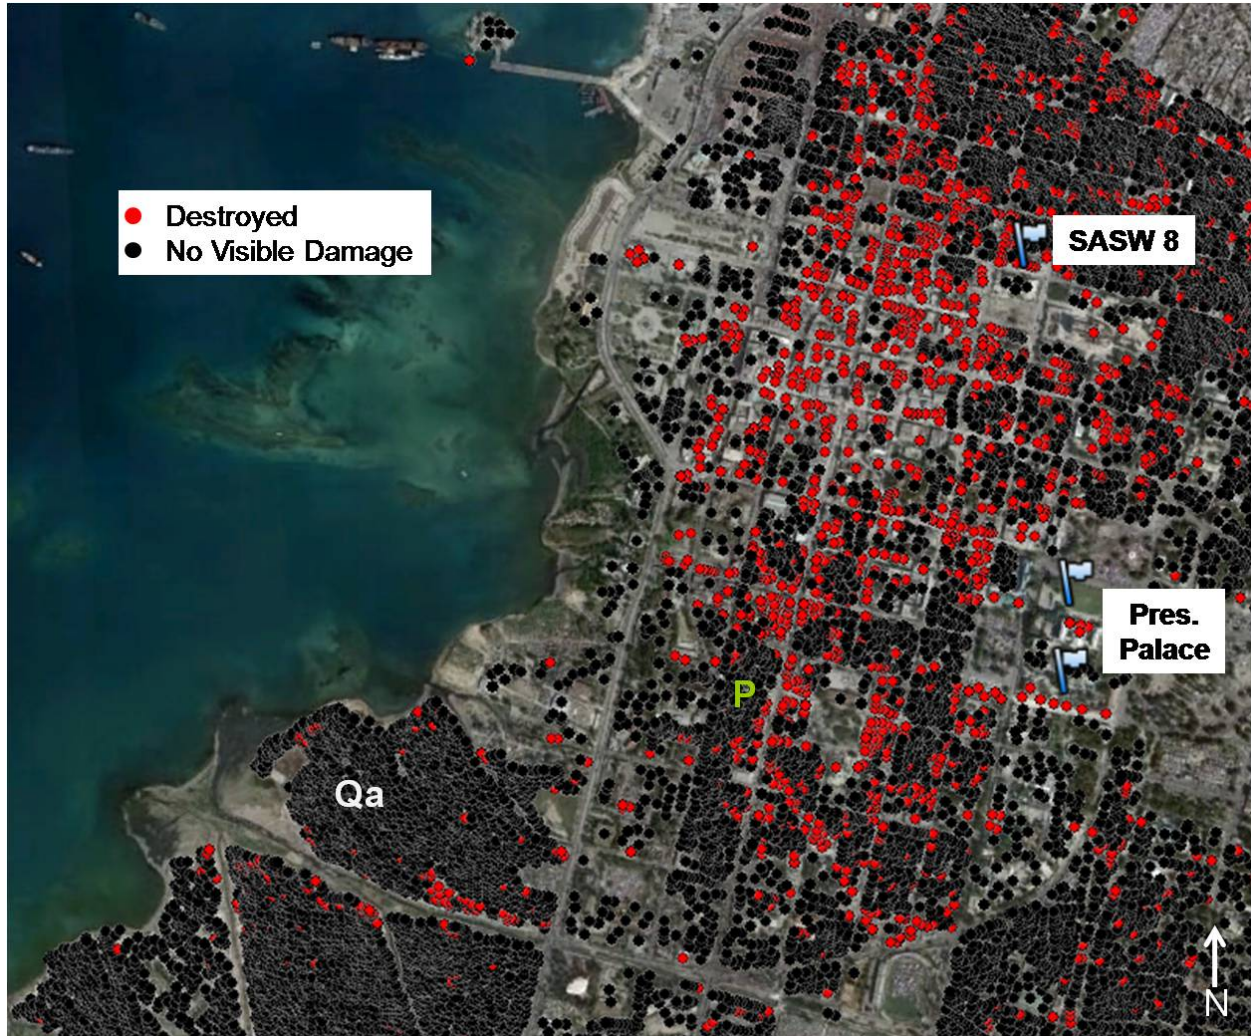 Destroyed
No Visible Damage
SASW 8
Pres.
Palace
P
Qa
N